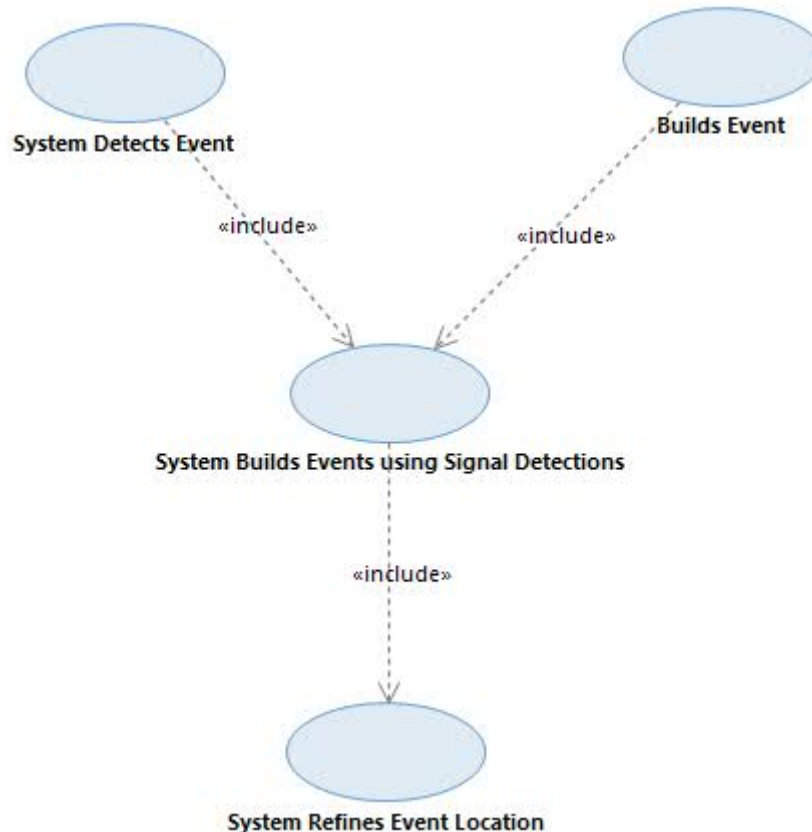 System Detects Event
Builds Event
«include»
«include»
System Builds Events using Signal Detections
«include»
System Refines Event Location